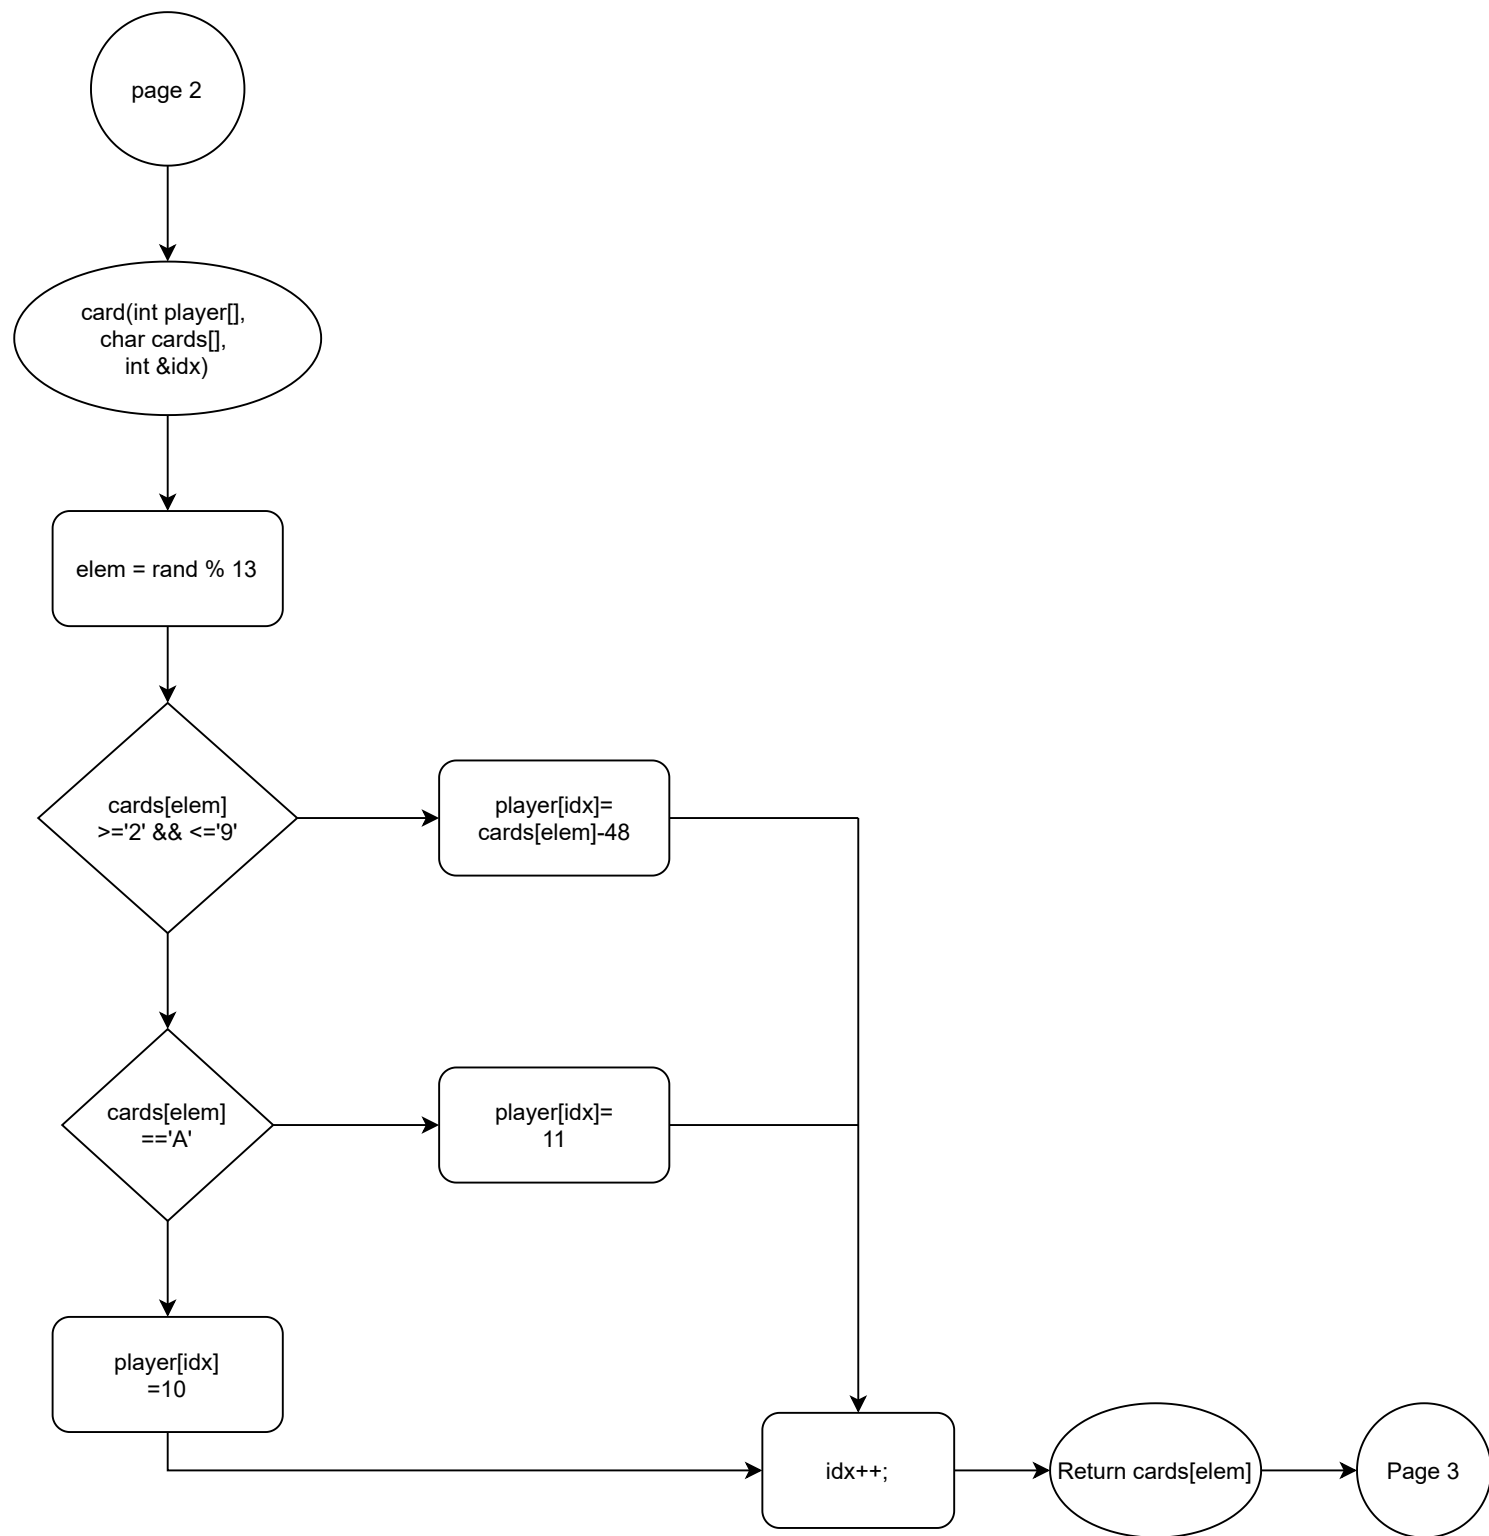 page 2
card(int player[],
char cards[],
int &idx)
elem = rand % 13
cards[elem]
>='2' && <='9'
player[idx]=
cards[elem]-48
cards[elem]
=='A'
player[idx]=
11
player[idx]
=10
idx++;
Return cards[elem]
Page 3